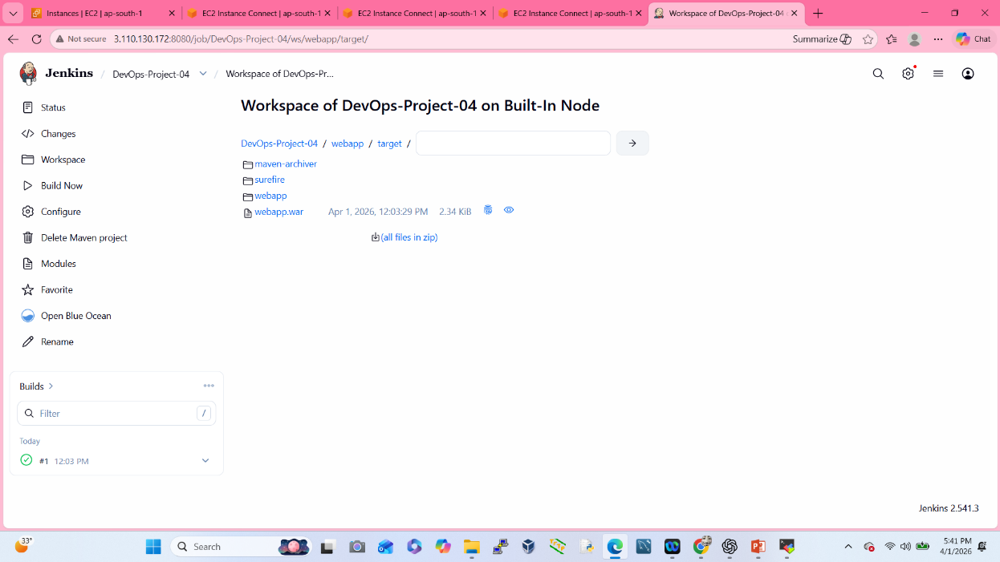 Instances | EC2 | ap-south-1
EC2 Instance Connect | ap-south-1
EC2 Instance Connect | ap-south-1
EC2 Instance Connect | ap-south-1
Workspace of DevOps-Project-04
Not secure
3.110.130.172:8080/job/DevOps-Project-04/ws/webapp/target/
Summarize
Chat
Jenkins / DevOps-Project-04 / Workspace of DevOps-Pr...
Status
Changes
Workspace
Build Now
Configure
Delete Maven project
Modules
Favorite
Open Blue Ocean
Rename
Builds
Filter /
Today
#1 12:03 PM
Workspace of DevOps-Project-04 on Built-In Node
DevOps-Project-04 / webapp / target /
maven-archiver
surefire
webapp
webapp.war Apr 1, 2026, 12:03:29 PM 2.34 KiB
(all files in zip)
Jenkins 2.541.3
33°
Search
5:41 PM
4/1/2026